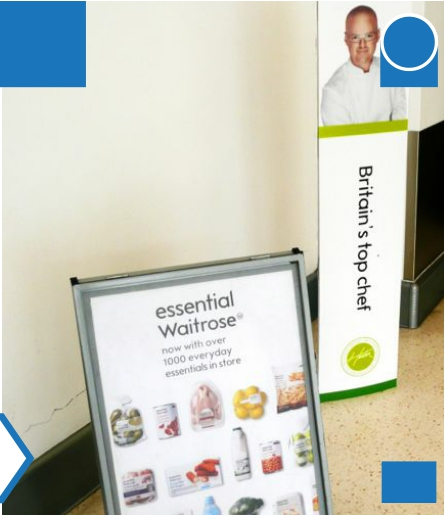 Britain's top chef
essential
Waitrose®
now with over
1000 everyday
essentials in store